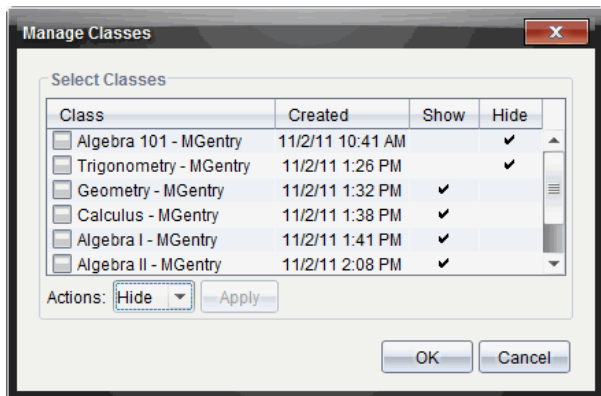 Manage Classes
Select Classes
Class Created Show Hide
Algebra 101 - MGentry 11/2/11 10:41 AM ✔
Trigonometry - MGentry 11/2/11 1:26 PM ✔
Geometry - MGentry 11/2/11 1:32 PM ✔
Calculus - MGentry 11/2/11 1:38 PM ✔
Algebra I - MGentry 11/2/11 1:41 PM ✔
Algebra II - MGentry 11/2/11 2:08 PM ✔
Actions: Hide Apply
OK Cancel